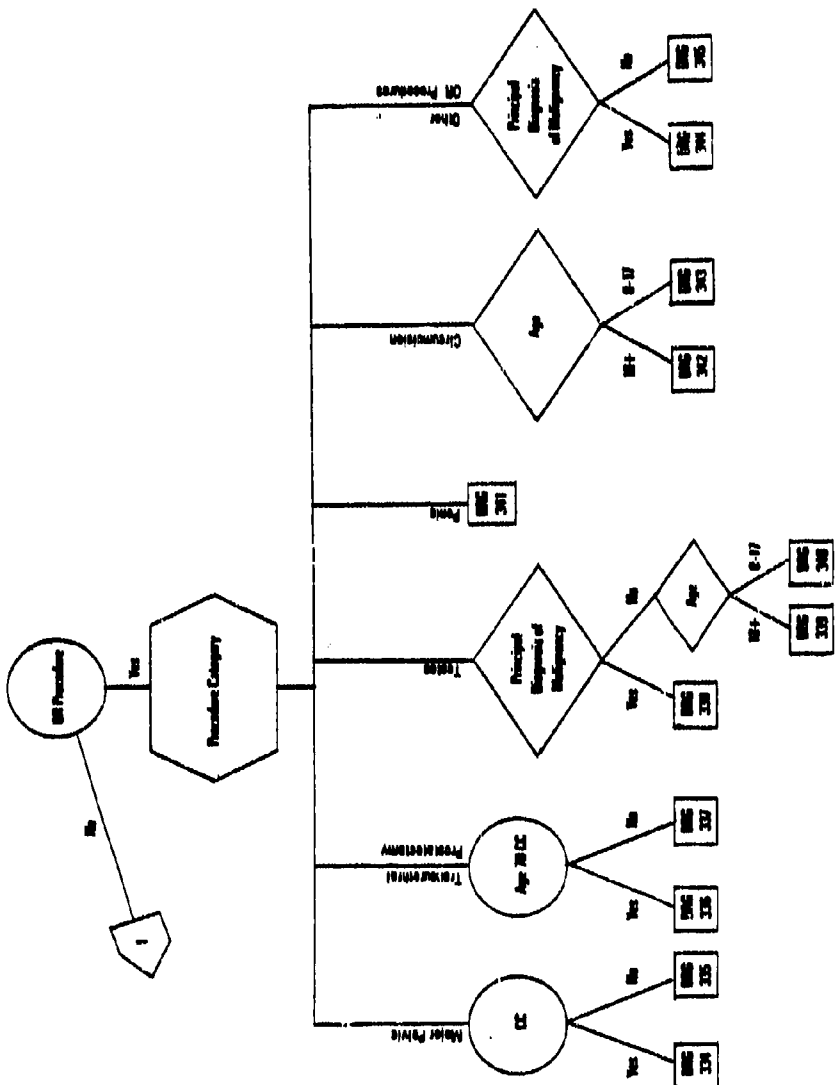 OR Procedure
No
Yes
1
Procedure Category
Major Pelvic
CC
Yes
No
DRG
334
DRG
335
Transurethral
Prostatectomy
Age 70 CC
Yes
No
DRG
336
DRG
337
Testes
Principal
Diagnosis of
Malignancy
Yes
No
DRG
338
Age
18+
0-17
DRG
339
DRG
340
Penis
DRG
341
Circumcision
Age
18+
0-17
DRG
342
DRG
343
Other
OR Procedures
Principal
Diagnosis
of Malignancy
Yes
No
DRG
344
DRG
345